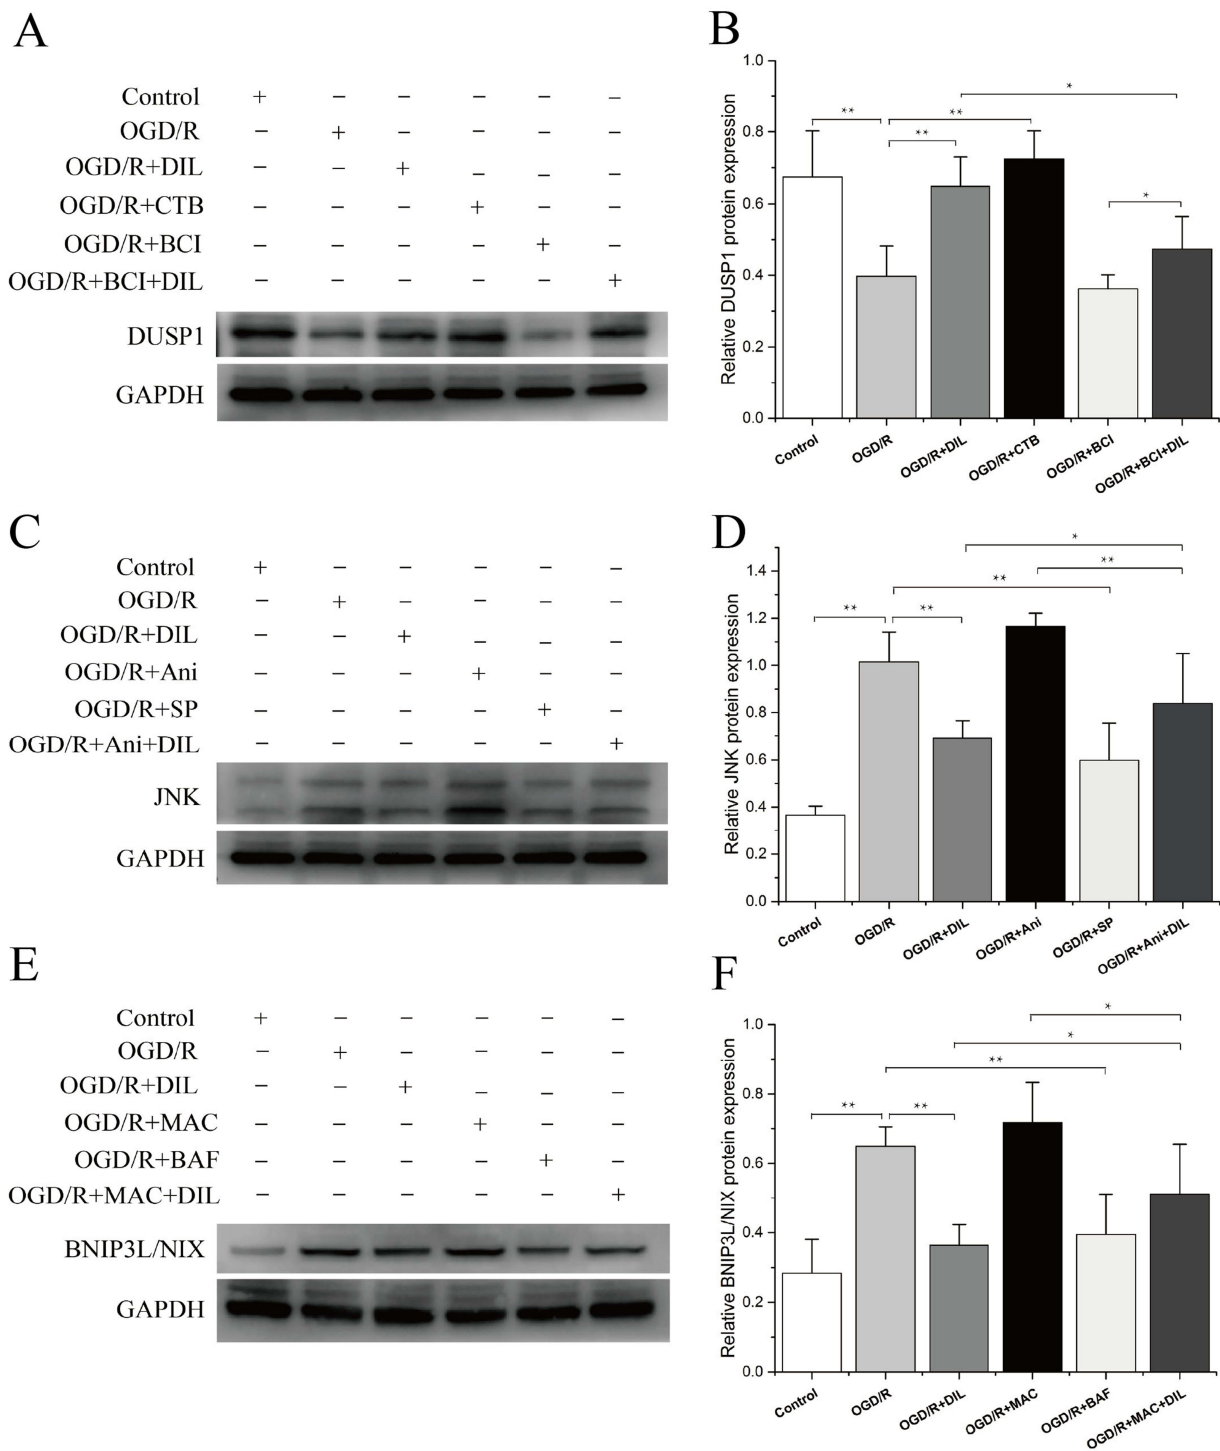 A
Control + – – – – –
OGD/R – + – – – –
OGD/R+DIL – – + – – –
OGD/R+CTB – – – + – –
OGD/R+BCI – – – – + –
OGD/R+BCI+DIL – – – – – +
DUSP1
GAPDH
B
Relative DUSP1 protein expression
1.0
0.8
0.6
0.4
0.2
0.0
*
** **
**
*
Control OGD/R OGD/R+DIL OGD/R+CTB OGD/R+BCI OGD/R+BCI+DIL
C
Control + – – – – –
OGD/R – + – – – –
OGD/R+DIL – – + – – –
OGD/R+Ani – – – + – –
OGD/R+SP – – – – + –
OGD/R+Ani+DIL – – – – – +
JNK
GAPDH
D
Relative JNK protein expression
1.4
1.2
1.0
0.8
0.6
0.4
0.2
0.0
*
**
**
** **
Control OGD/R OGD/R+DIL OGD/R+Ani OGD/R+SP OGD/R+Ani+DIL
E
Control + – – – – –
OGD/R – + – – – –
OGD/R+DIL – – + – – –
OGD/R+MAC – – – + – –
OGD/R+BAF – – – – + –
OGD/R+MAC+DIL – – – – – +
BNIP3L/NIX
GAPDH
F
Relative BNIP3L/NIX protein expression
1.0
0.8
0.6
0.4
0.2
0.0
*
*
**
** **
Control OGD/R OGD/R+DIL OGD/R+MAC OGD/R+BAF OGD/R+MAC+DIL